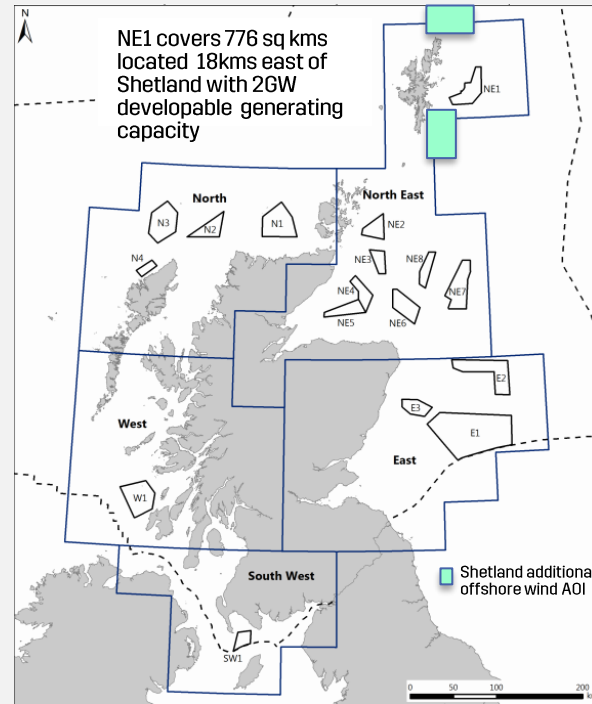 N
NE1 covers 776 sq kms
located 18kms east of
Shetland with 2GW
developable generating
capacity
NE1
North
North East
N3
N2
N1
NE2
N4
NE3
NE8
NE4
NE7
NE5
NE6
E2
West
E3
E1
East
W1
South West
Shetland additiona
offshore wind AOI
SW1
0 50 100 200
k